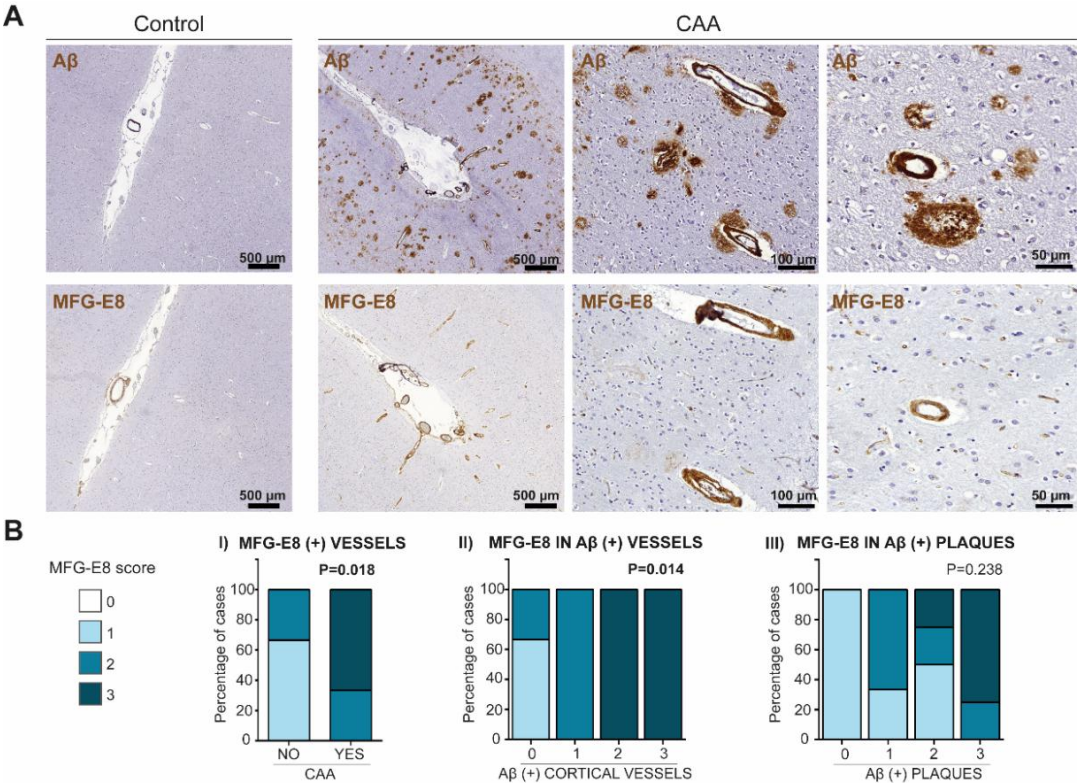 A
Control
CAA
Aβ
500 µm
Aβ
500 µm
Aβ
100 µm
Aβ
50 µm
MFG-E8
500 µm
MFG-E8
500 µm
MFG-E8
100 µm
MFG-E8
50 µm
B
MFG-E8 score
0
1
2
3
I) MFG-E8 (+) VESSELS
P=0.018
Percentage of cases
100
80
60
40
20
0
NO YES
CAA
II) MFG-E8 IN Aβ (+) VESSELS
P=0.014
Percentage of cases
100
80
60
40
20
0
0 1 2 3
Aβ (+) CORTICAL VESSELS
III) MFG-E8 IN Aβ (+) PLAQUES
P=0.238
Percentage of cases
100
80
60
40
20
0
0 1 2 3
Aβ (+) PLAQUES